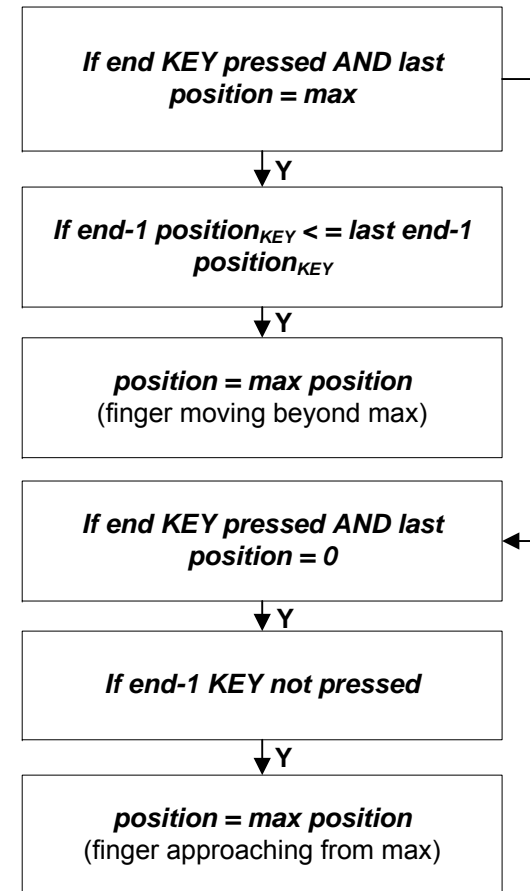 If end KEY pressed AND last
position = max
Y
If end-1 positionKEY < = last end-1
positionKEY
Y
position = max position
(finger moving beyond max)
If end KEY pressed AND last
position = 0
Y
If end-1 KEY not pressed
Y
position = max position
(finger approaching from max)